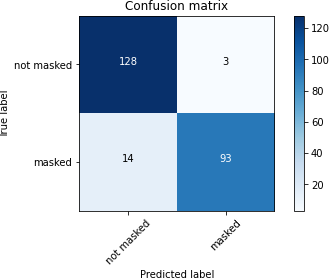 Confusion matrix
not masked
128
3
masked
14
93
True label
not masked
masked
Predicted label
120
100
80
60
40
20